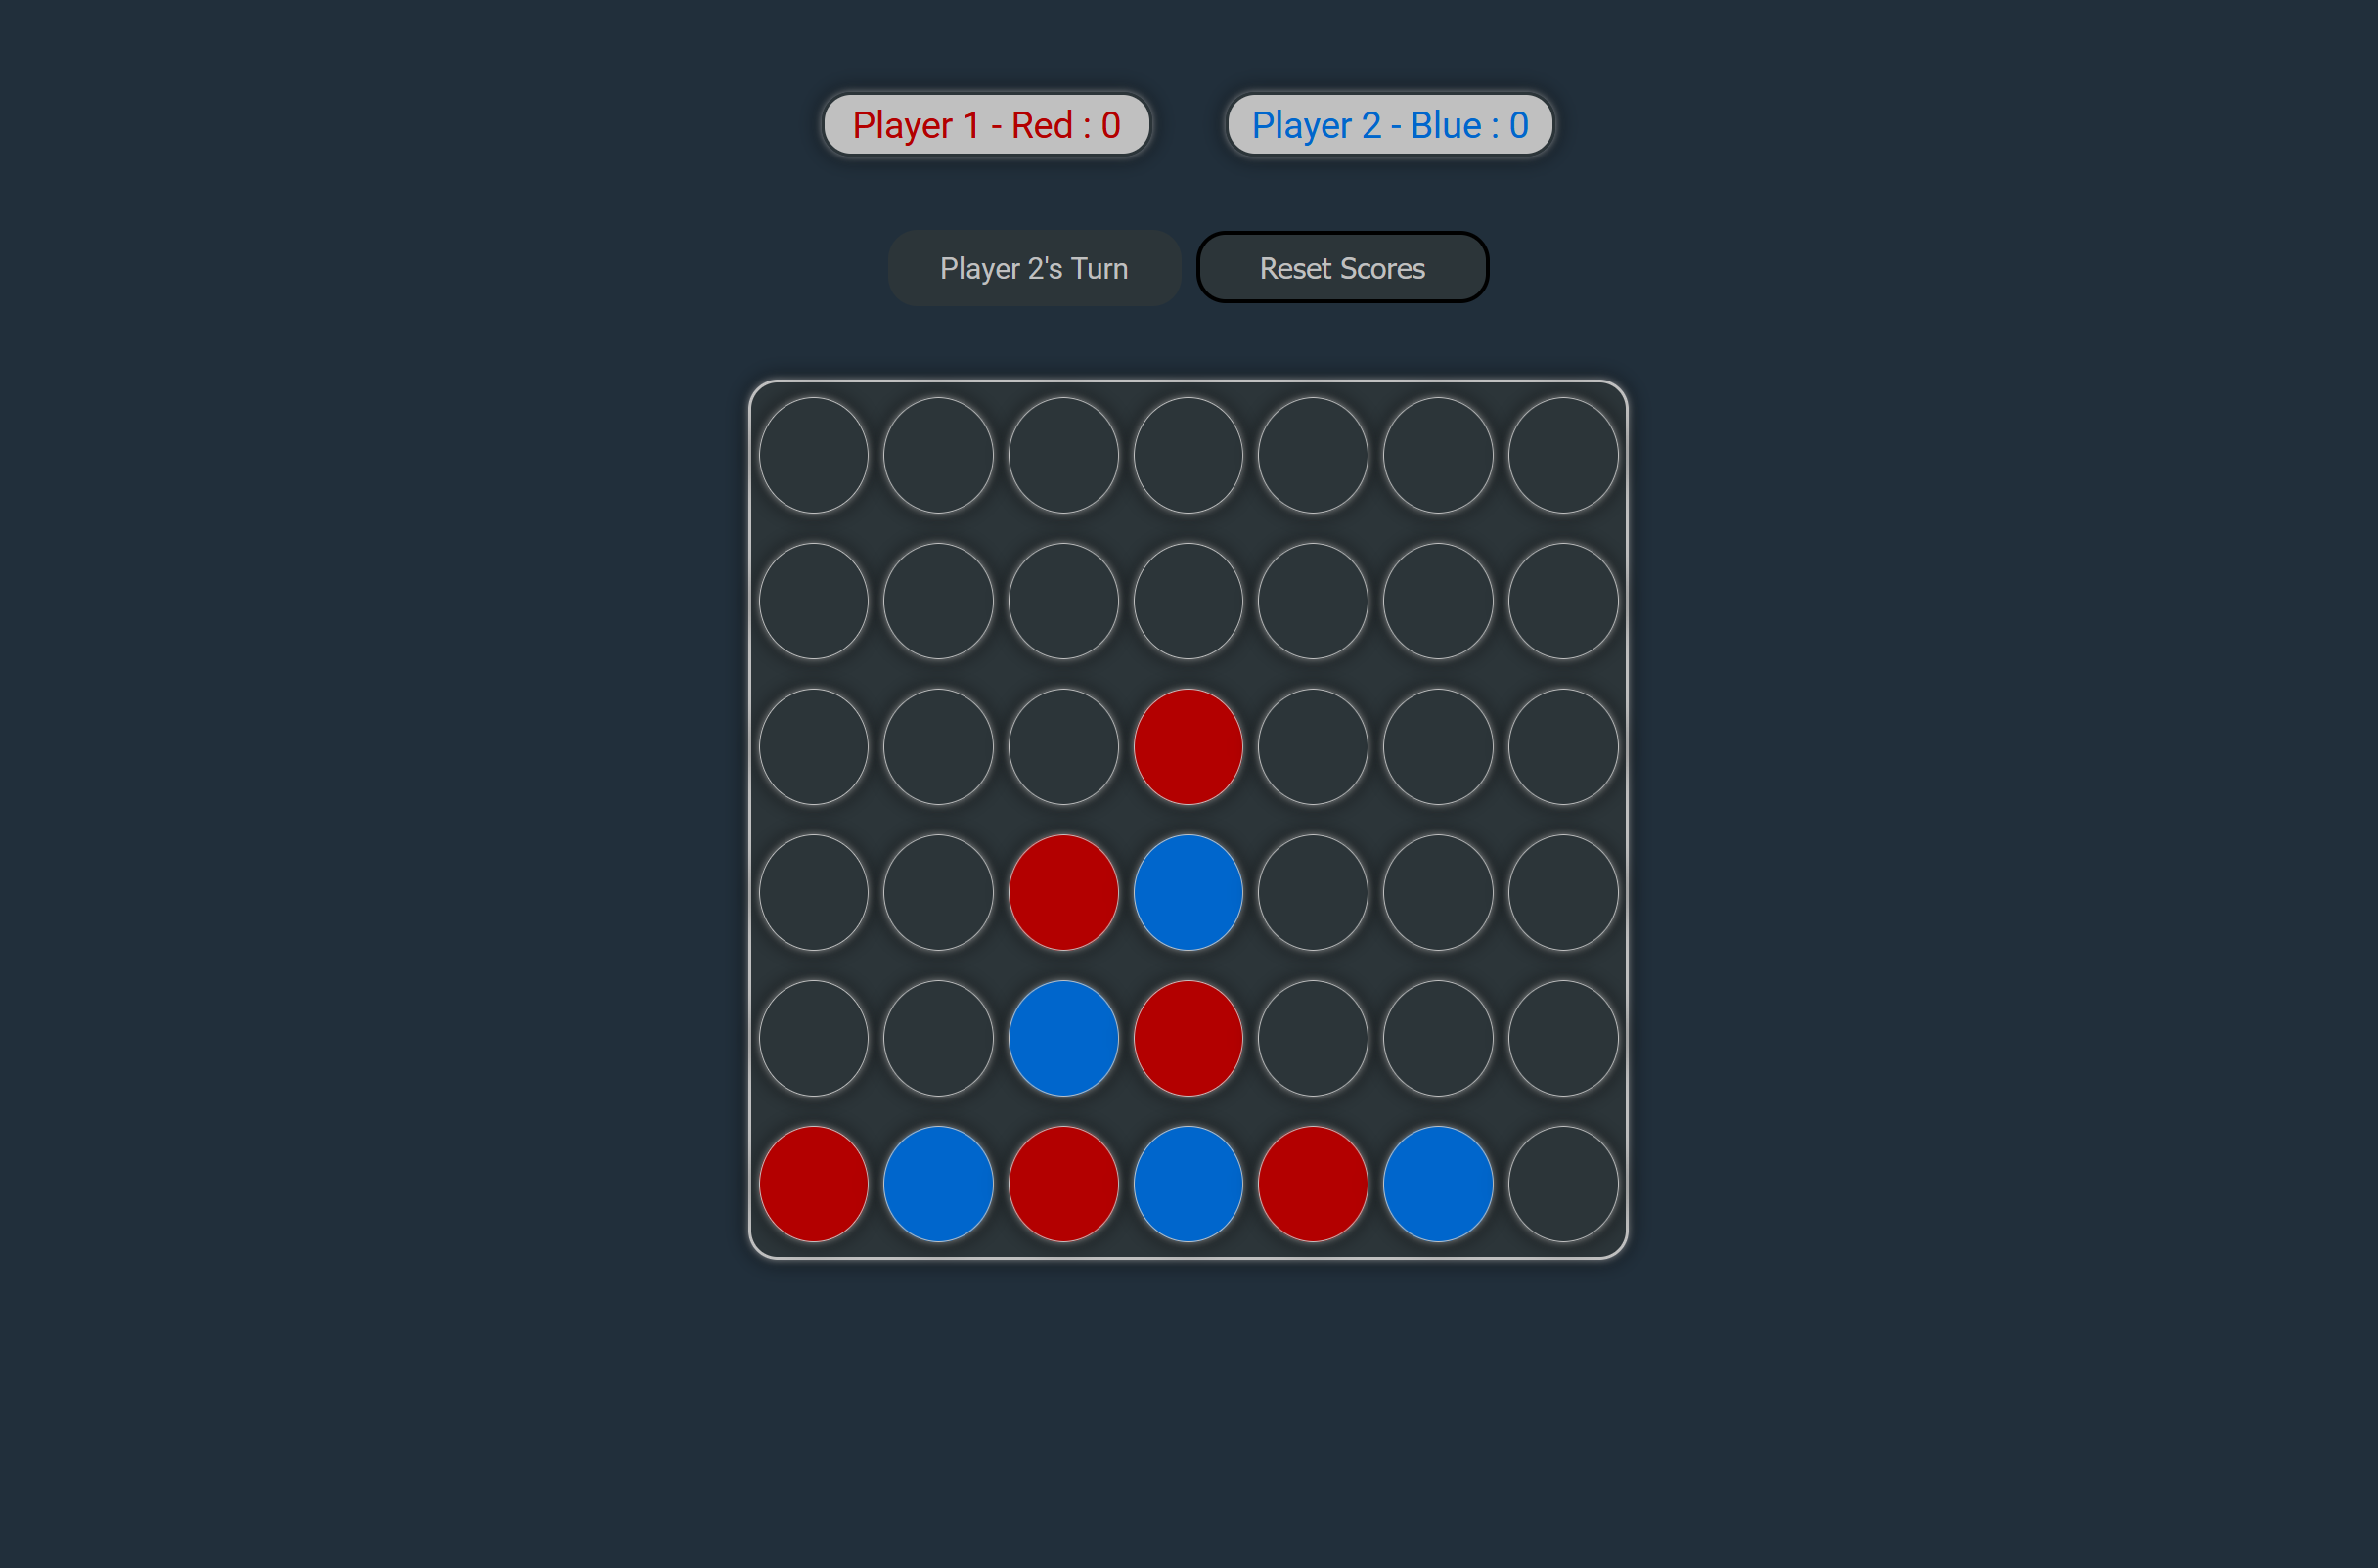 Player 1 - Red : 0
Player 2 - Blue : 0
Player 2's Turn
Reset Scores